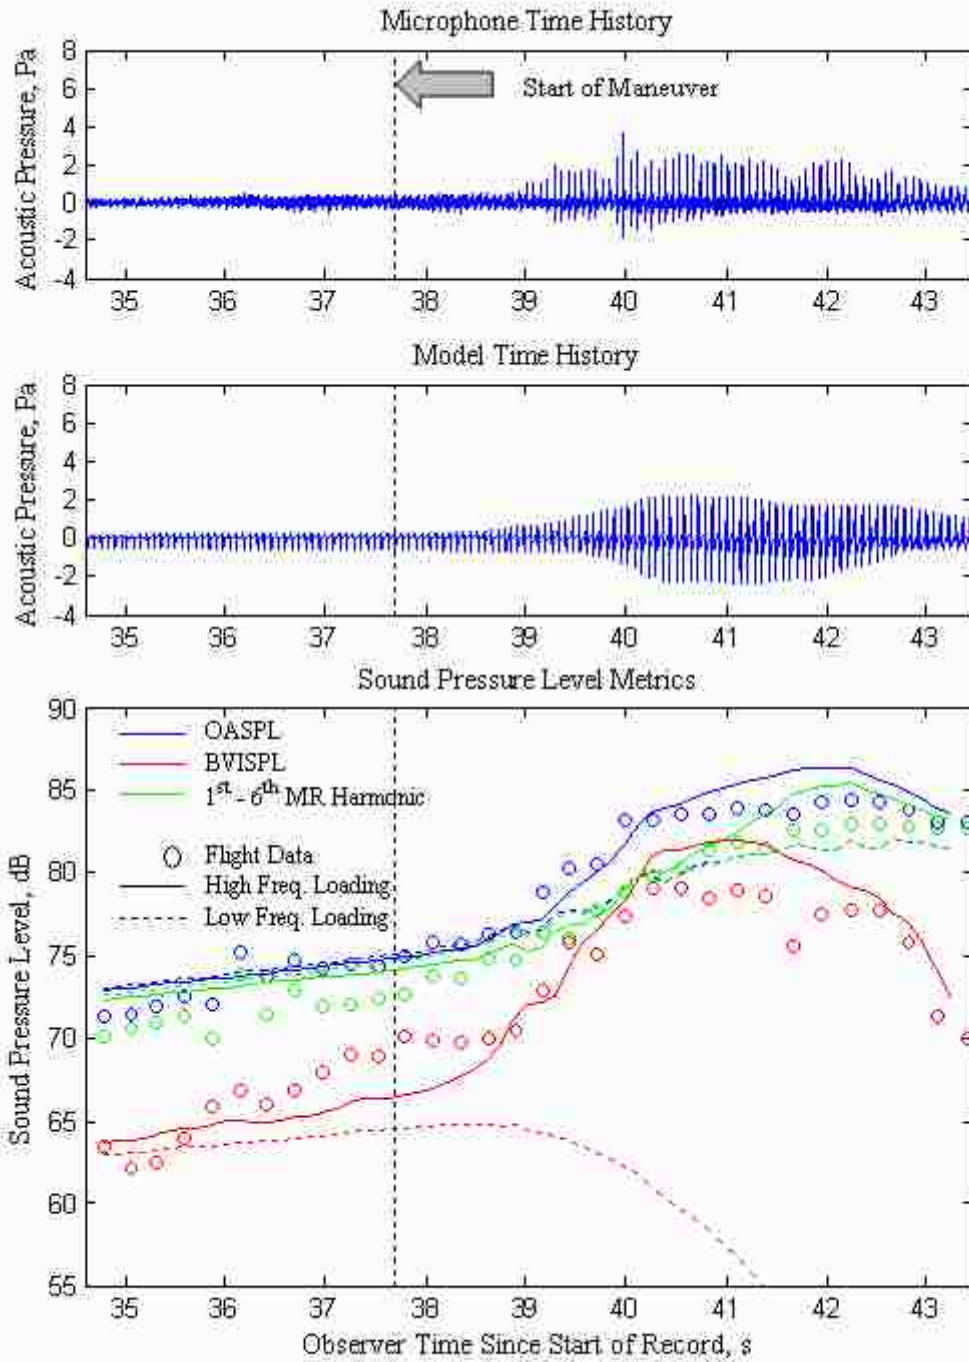 Microphone Time History
Acoustic Pressure, Pa
8
6
4
2
0
-2
-4
Start of Maneuver
35 36 37 38 39 40 41 42 43
Model Time History
Acoustic Pressure, Pa
8
6
4
2
0
-2
-4
35 36 37 38 39 40 41 42 43
Sound Pressure Level Metrics
Sound Pressure Level, dB
90
85
80
75
70
65
60
55
OASPL
BVISPL
1st - 6th MR Harmonic
Flight Data
High Freq. Loading
Low Freq. Loading
35 36 37 38 39 40 41 42 43
Observer Time Since Start of Record, s